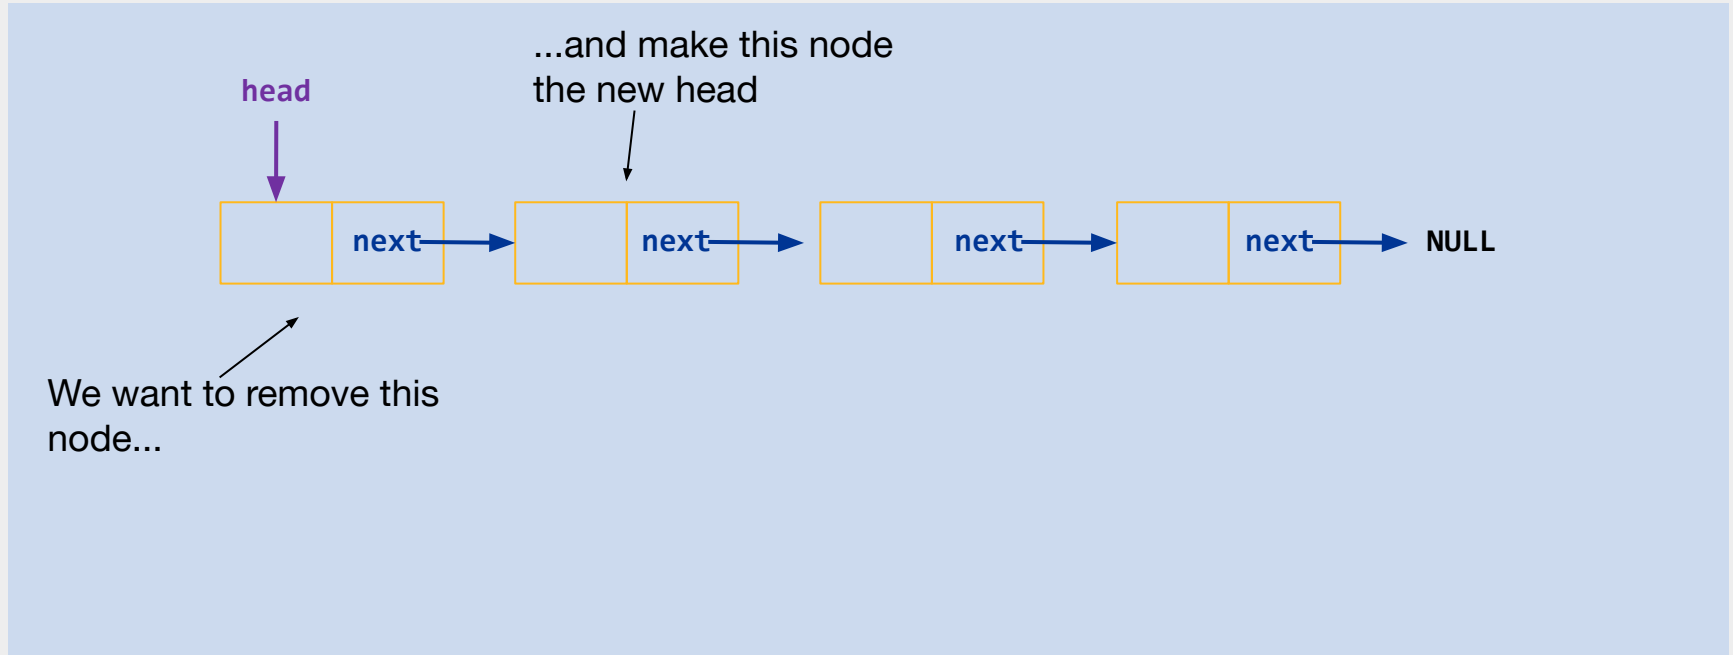 ...and make this node
the new head
head
next
next
next
next
NULL
We want to remove this
node...